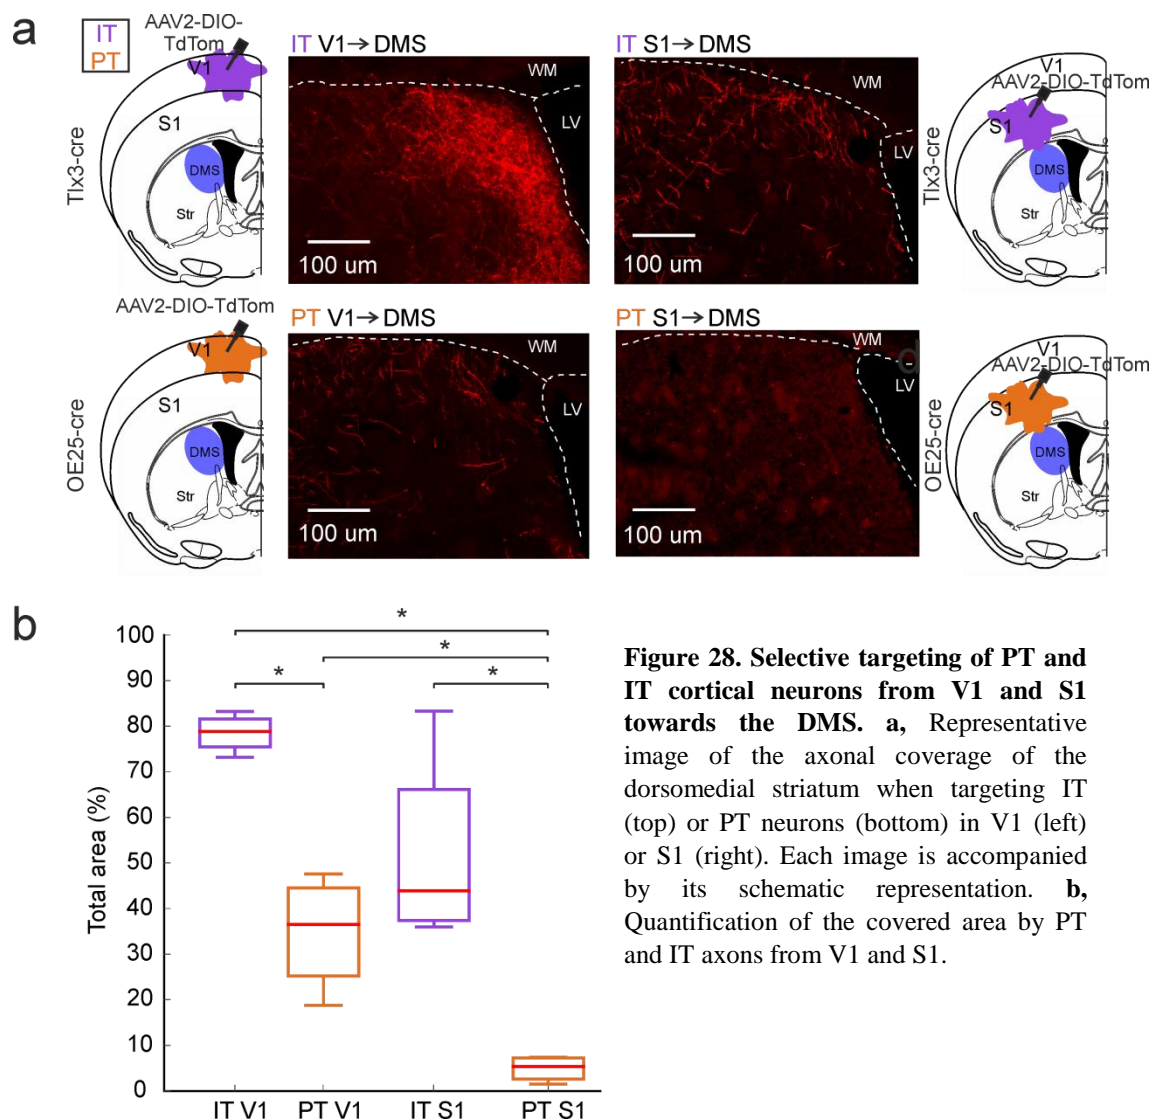 a
IT
PT
AAV2-DIO-
TdTom
V1
S1
DMS
Str
Tlx3-cre
IT V1→DMS
WM
LV
100 um
IT S1→DMS
WM
LV
100 um
V1
AAV2-DIO-TdTom
S1
DMS
Str
Tlx3-cre
AAV2-DIO-TdTom
V1
S1
DMS
Str
OE25-cre
PT V1→DMS
WM
LV
100 um
PT S1→DMS
WM
d
LV
100 um
V1
AAV2-DIO-TdTom
S1
DMS
Str
OE25-cre
b
Total area (%)
100
90
80
70
60
50
40
30
20
10
0
*
*
*
*
IT V1
PT V1
IT S1
PT S1
Figure 28. Selective targeting of PT and
IT cortical neurons from V1 and S1
towards the DMS. a, Representative
image of the axonal coverage of the
dorsomedial striatum when targeting IT
(top) or PT neurons (bottom) in V1 (left)
or S1 (right). Each image is accompanied
by its schematic representation. b,
Quantification of the covered area by PT
and IT axons from V1 and S1.